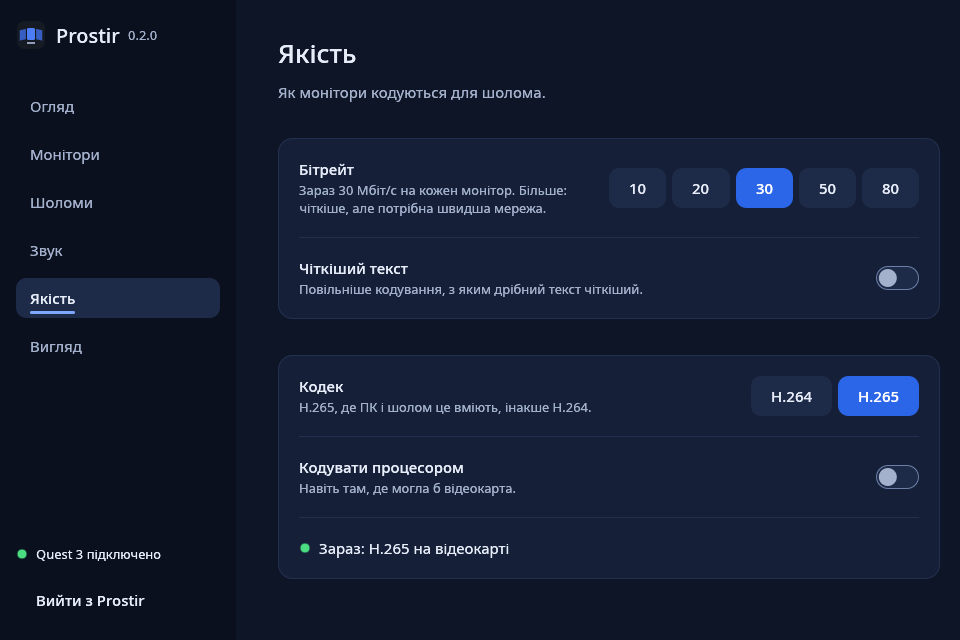 Prostir 0.2.0
Огляд
Монітори
Шоломи
Звук
Якість
Вигляд
Quest 3 підключено
Вийти з Prostir
Якість
Як монітори кодуються для шолома.
Бітрейт
Зараз 30 Мбіт/с на кожен монітор. Більше:
чіткіше, але потрібна швидша мережа.
10 20 30 50 80
Чіткіший текст
Повільніше кодування, з яким дрібний текст чіткіший.
Кодек
H.265, де ПК і шолом це вміють, інакше H.264.
H.264 H.265
Кодувати процесором
Навіть там, де могла б відеокарта.
Зараз: H.265 на відеокарті